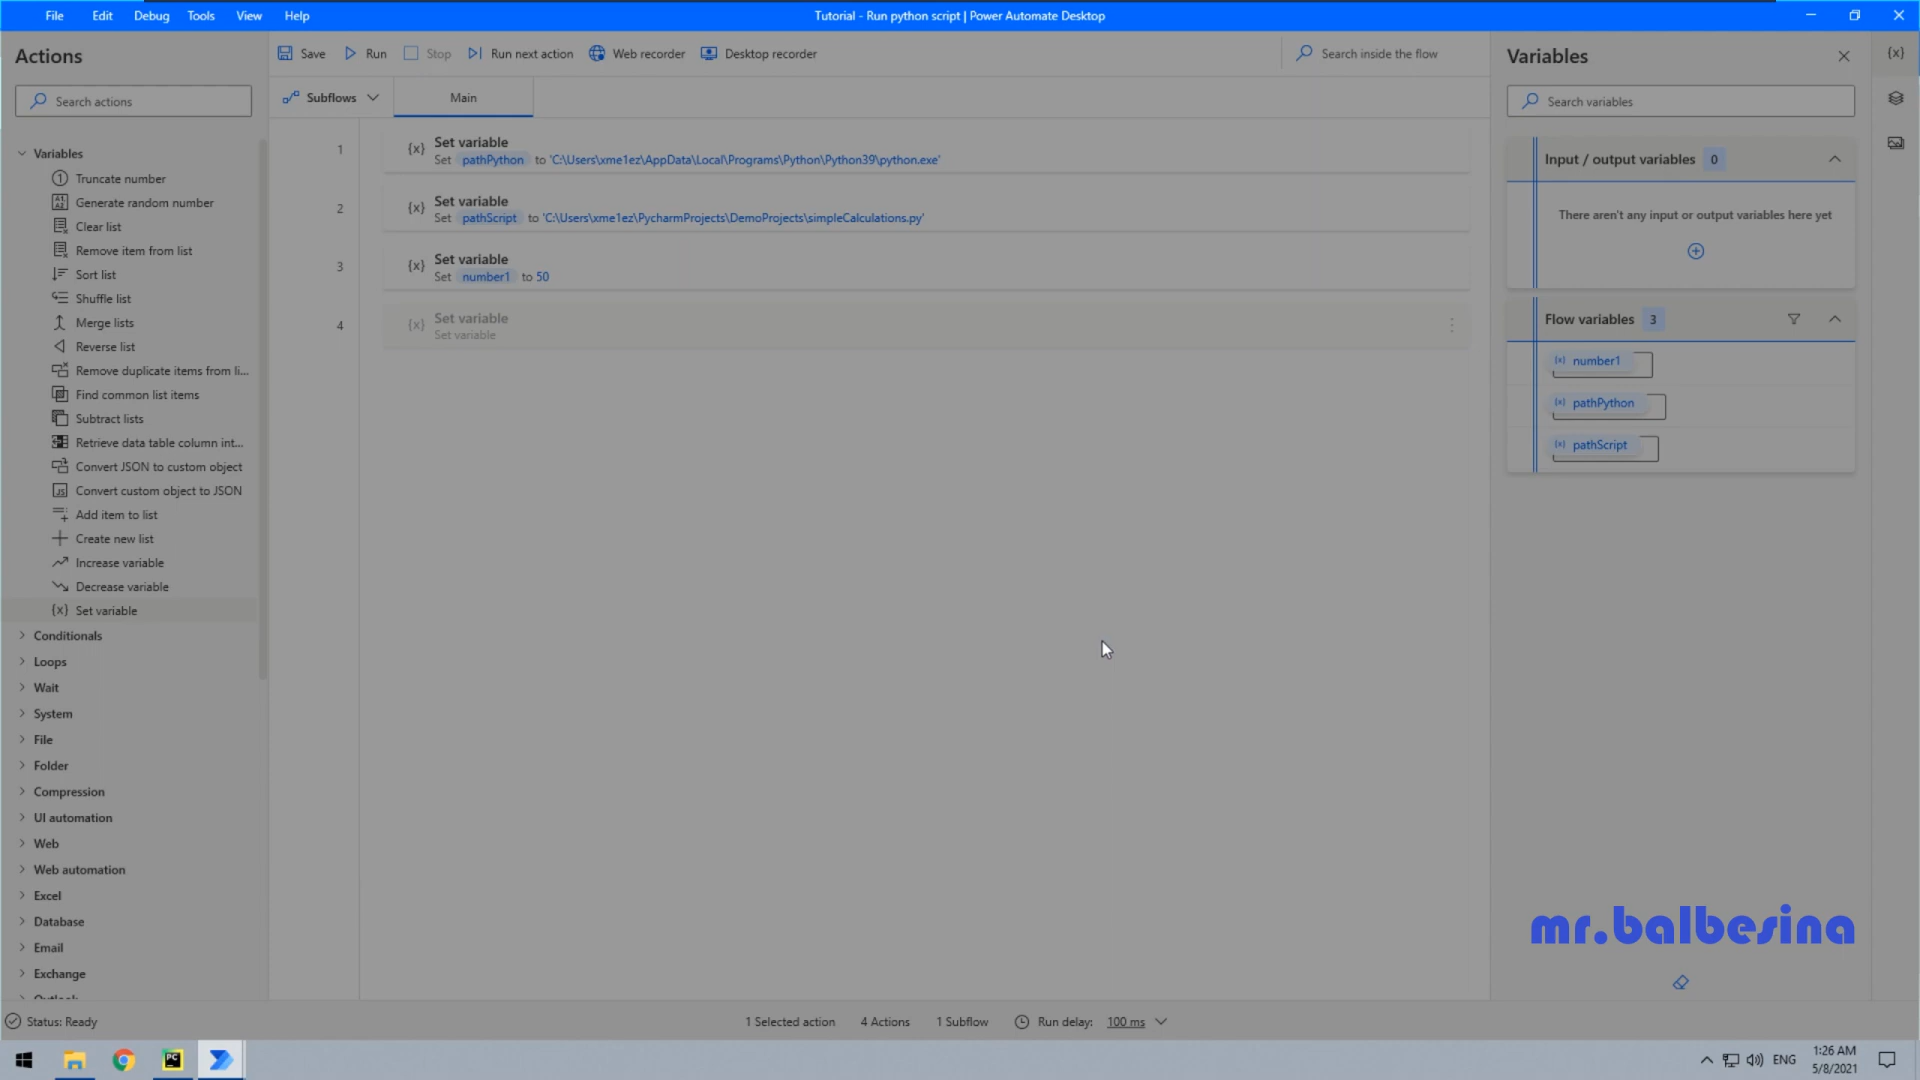 File Edit Debug Tools View Help
Tutorial - Run python script | Power Automate Desktop
Actions
Search actions
Variables
Truncate number
Generate random number
Clear list
Remove item from list
Sort list
Shuffle list
Merge lists
Reverse list
Remove duplicate items from li...
Find common list items
Subtract lists
Retrieve data table column int...
Convert JSON to custom object
Convert custom object to JSON
Add item to list
Create new list
Increase variable
Decrease variable
{x} Set variable
Conditionals
Loops
Wait
System
File
Folder
Compression
UI automation
Web
Web automation
Excel
Database
Email
Exchange
Outlook
Save Run Stop Run next action Web recorder Desktop recorder
Search inside the flow
Subflows Main
1 {x} Set variable
Set pathPython to 'C:\Users\xme1ez\AppData\Local\Programs\Python\Python39\python.exe'
2 {x} Set variable
Set pathScript to 'C:\Users\xme1ez\PycharmProjects\DemoProjects\simpleCalculations.py'
3 {x} Set variable
Set number1 to 50
4 {x} Set variable
Set variable
Variables
{x}
Search variables
Input / output variables 0
There aren't any input or output variables here yet
Flow variables 3
{x} number1
{x} pathPython
{x} pathScript
mr.balbesina
Status: Ready
1 Selected action 4 Actions 1 Subflow Run delay: 100 ms
PC
ENG
1:26 AM
5/8/2021